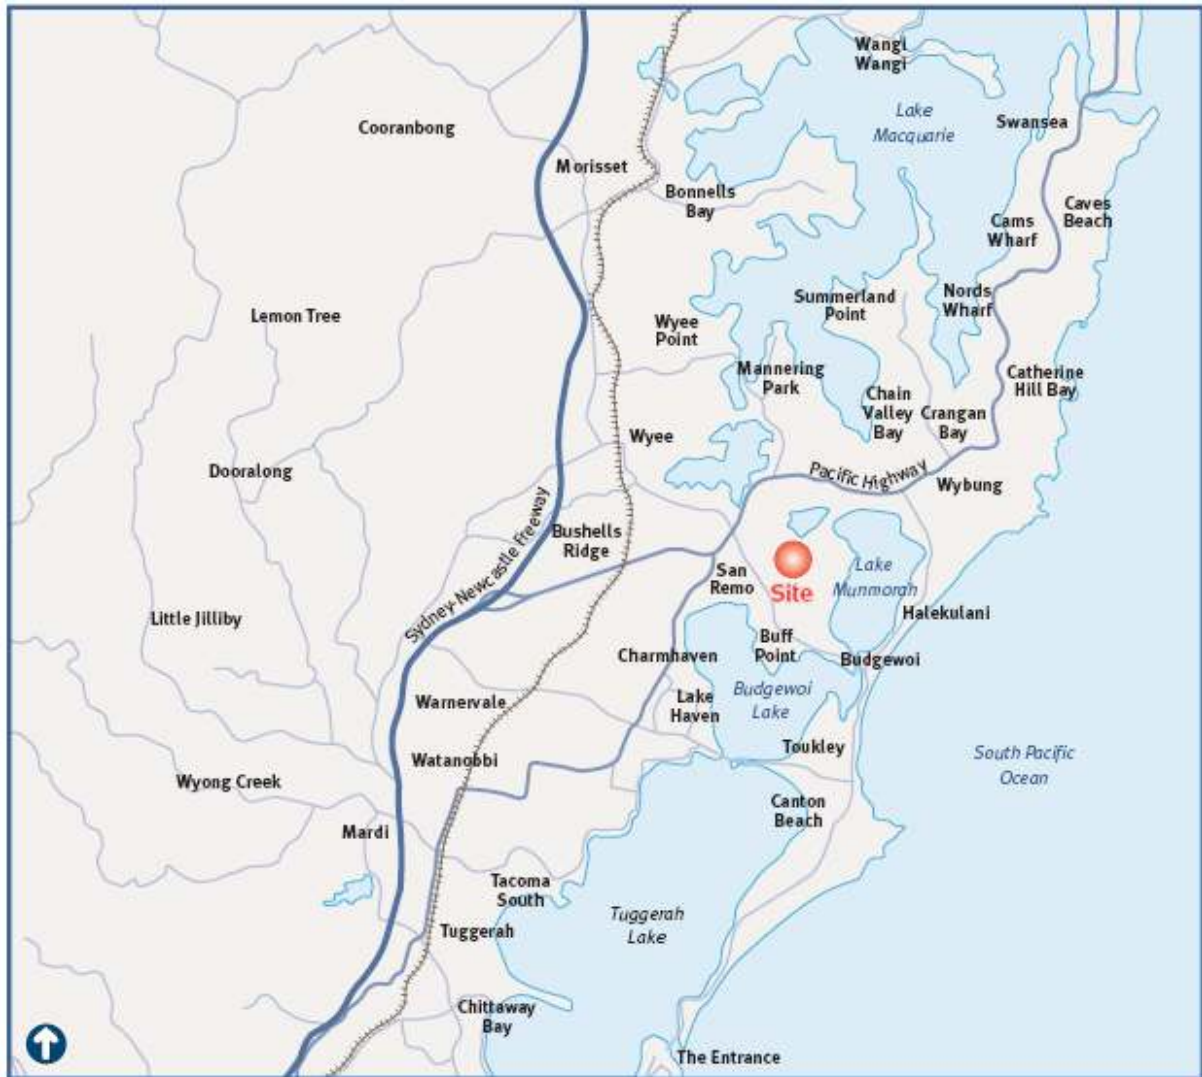 Wangi
Wangi
Lake
Macquarie
Swansea
Cooranbong
Morisset
Bonnells
Bay
Caves
Beach
Cams
Wharf
Summerland
Point
Nords
Wharf
Lemon Tree
Wyee
Point
Mannering
Park
Catherine
Hill Bay
Chain
Valley
Bay
Crangan
Bay
Wyee
Dooralong
Pacific Highway
Wybung
Sydney-Newcastle Freeway
Bushells
Ridge
San
Remo
Site
Lake
Munmorah
Halekulani
Little Jilliby
Buff
Point
Charmhaven
Budgewoi
Budgewoi
Lake
Lake
Haven
Warnervale
Toukley
Watanobbi
South Pacific
Ocean
Wyong Creek
Canton
Beach
Mardi
Tacoma
South
Tuggerah
Lake
Tuggerah
Chittaway
Bay
The Entrance